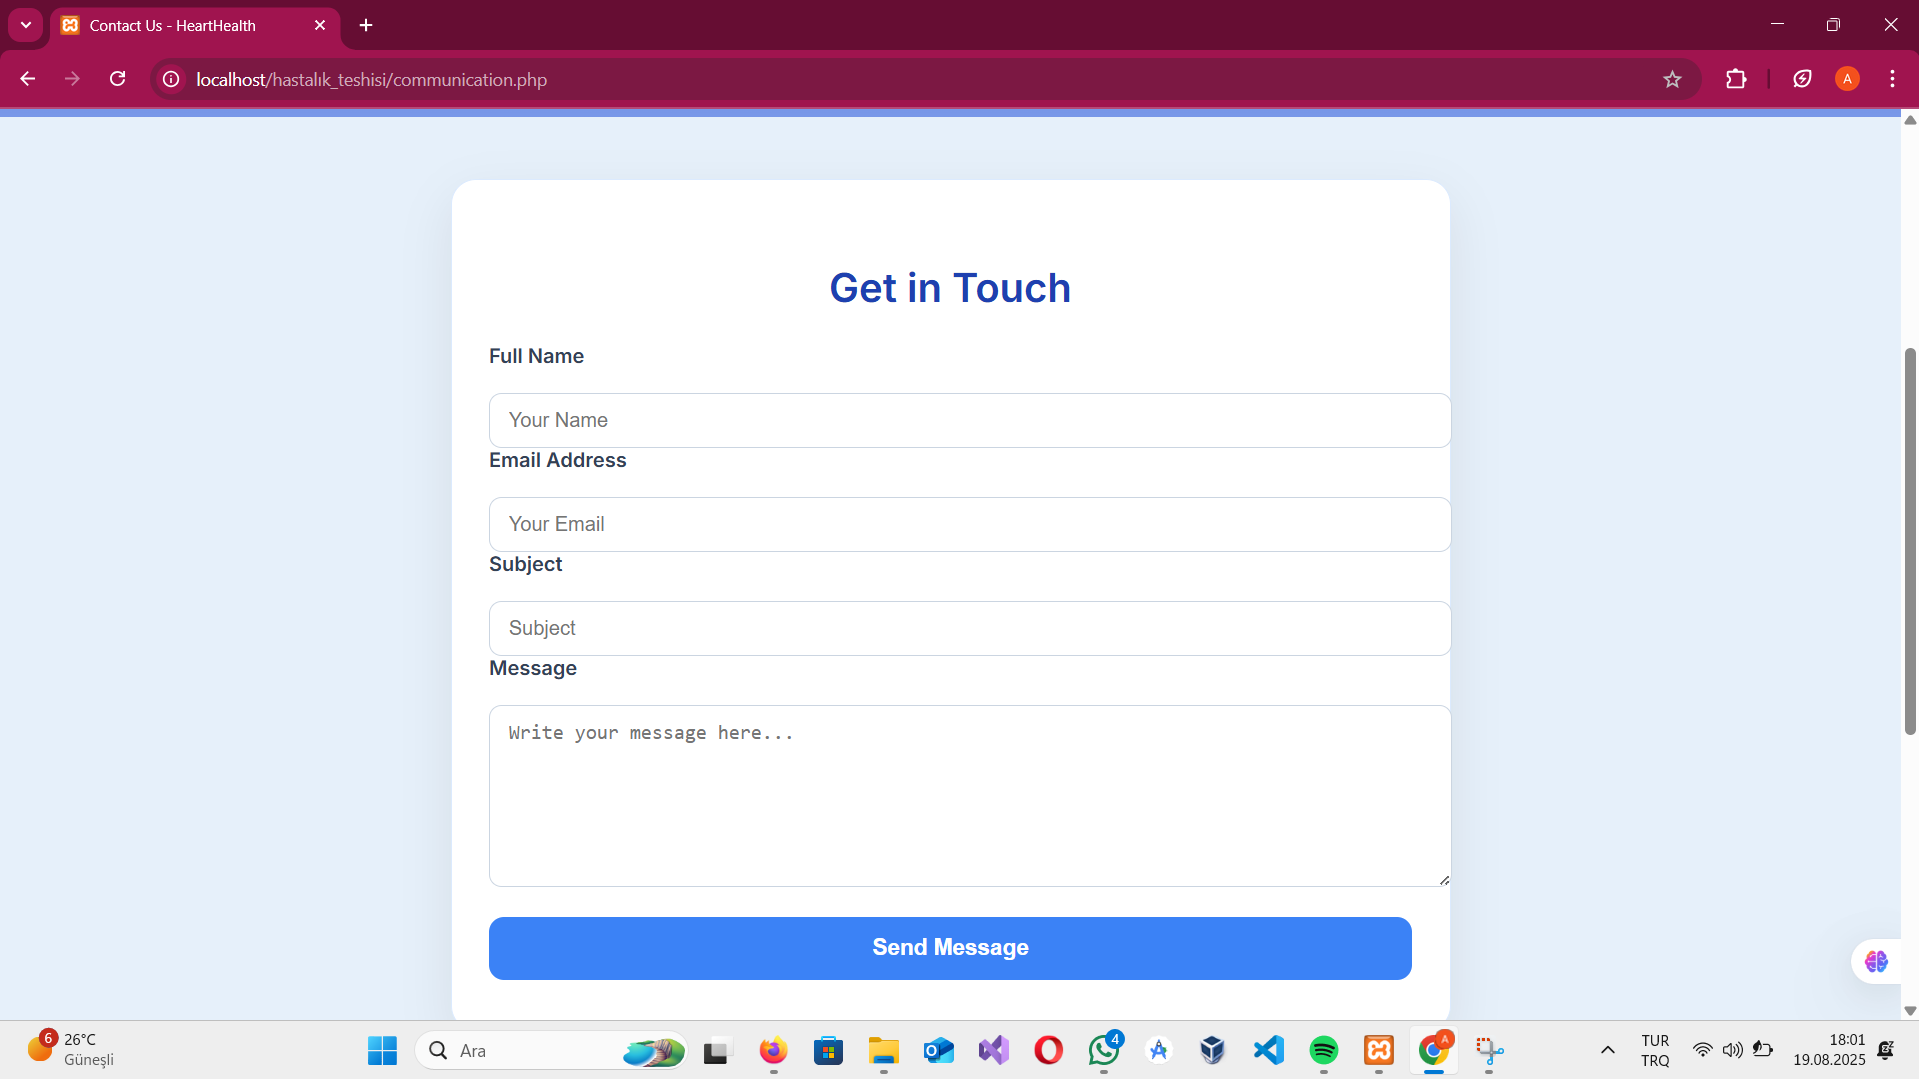 Contact Us - HeartHealth
localhost/hastalık_teshisi/communication.php
A
Get in Touch
Full Name
Your Name
Email Address
Your Email
Subject
Subject
Message
Write your message here...
Send Message
6
26°C
Güneşli
Ara
4
A
TUR
TRQ
18:01
19.08.2025